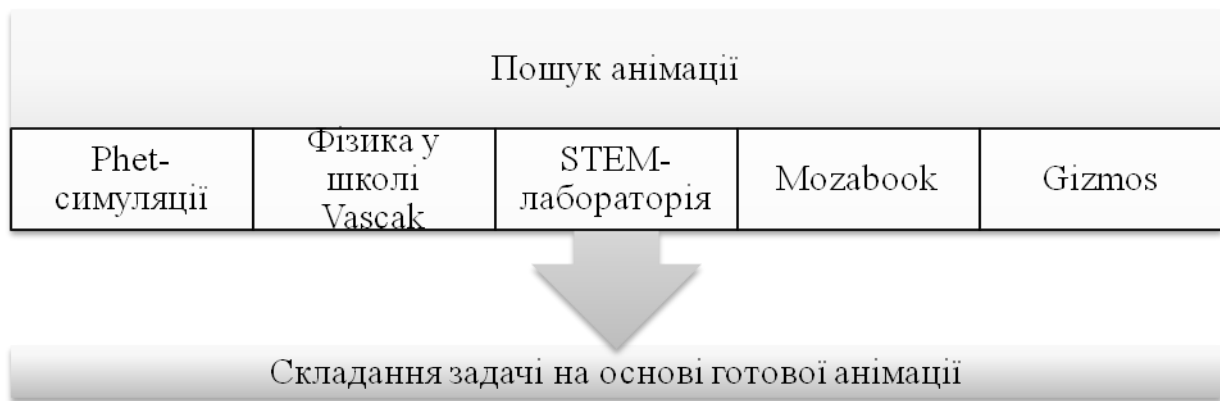 Пошук анімації
Phet-
симуляції
Фізика у
школі
Vascak
STEM-
лабораторія
Mozabook
Gizmos
Складання задачі на основі готової анімації